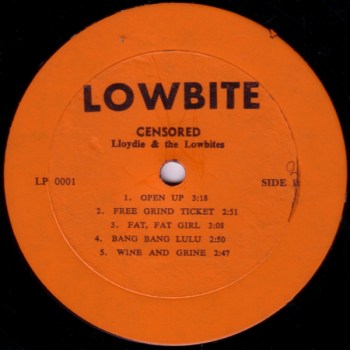 LOWBITE
CENSORED
Lloydie & the Lowbites
LP 0001 SIDE
1. OPEN UP 3:18
2. FREE GRIND TICKET 2:51
3. FAT, FAT GIRL 3:08
4. BANG BANG LULU 2:50
5. WINE AND GRINE 2:47